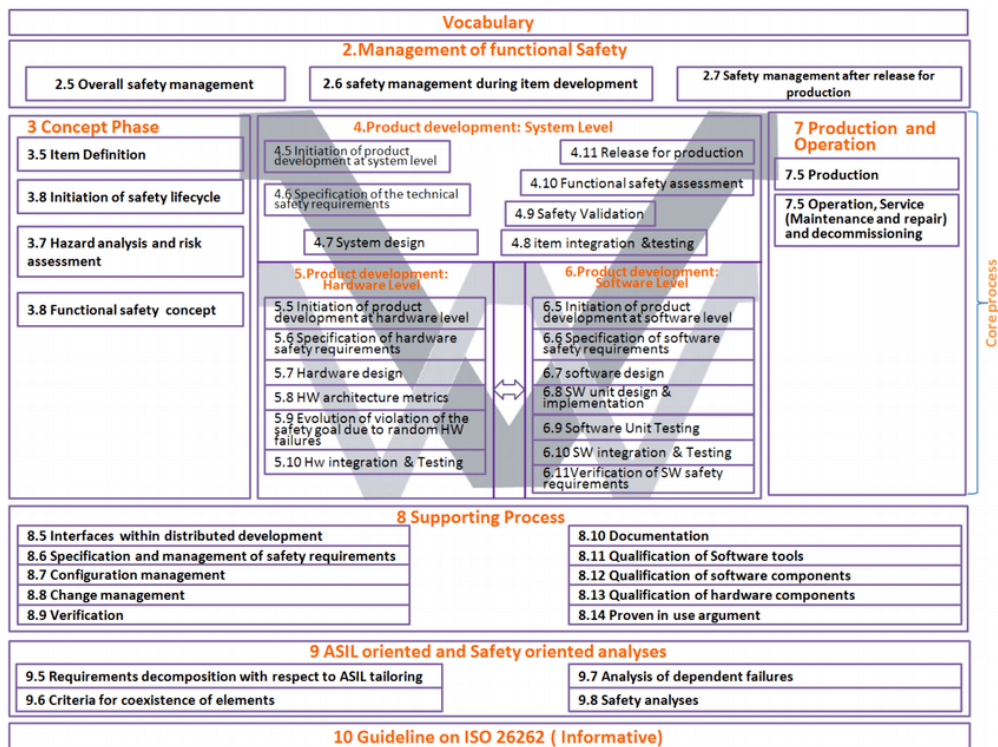 Vocabulary
2.Management of functional Safety
2.5 Overall safety management
2.6 safety management during item development
2.7 Safety management after release for
production
3 Concept Phase
3.5 Item Definition
3.8 Initiation of safety lifecycle
3.7 Hazard analysis and risk
assessment
3.8 Functional safety concept
4.Product development: System Level
4.5 Initiation of product
development at system level
4.6 Specification of the technical
safety requirements
4.7 System design
4.11 Release for production
4.10 Functional safety assessment
4.9 Safety Validation
4.8 item integration &testing
5.Product development:
Hardware Level
5.5 Initiation of product
development at hardware level
5.6 Specification of hardware
safety requirements
5.7 Hardware design
5.8 HW architecture metrics
5.9 Evolution of violation of the
safety goal due to random HW
failures
5.10 Hw integration & Testing
6.Product development:
Software Level
6.5 Initiation of product
development at software level
6.6 Specification of software
safety requirements
6.7 software design
6.8 SW unit design &
implementation
6.9 Software Unit Testing
6.10 SW integration & Testing
6.11Verification of SW safety
requirements
7 Production and
Operation
7.5 Production
7.5 Operation, Service
(Maintenance and repair)
and decommissioning
Core process
8 Supporting Process
8.5 Interfaces within distributed development
8.6 Specification and management of safety requirements
8.7 Configuration management
8.8 Change management
8.9 Verification
8.10 Documentation
8.11 Qualification of Software tools
8.12 Qualification of software components
8.13 Qualification of hardware components
8.14 Proven in use argument
9 ASIL oriented and Safety oriented analyses
9.5 Requirements decomposition with respect to ASIL tailoring
9.6 Criteria for coexistence of elements
9.7 Analysis of dependent failures
9.8 Safety analyses
10 Guideline on ISO 26262 ( Informative)